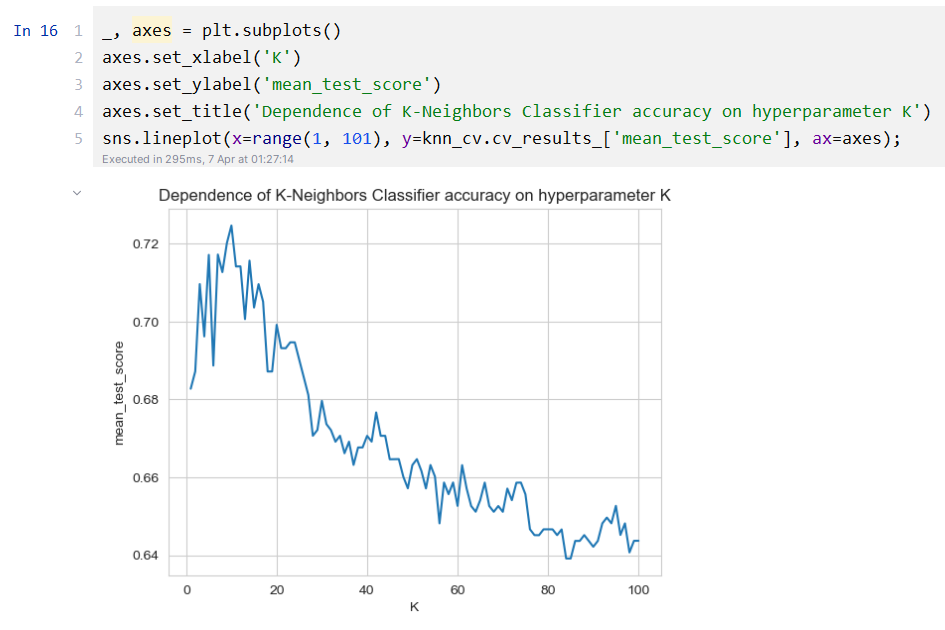 In 16 1 _, axes = plt.subplots()
2 axes.set_xlabel('K')
3 axes.set_ylabel('mean_test_score')
4 axes.set_title('Dependence of K-Neighbors Classifier accuracy on hyperparameter K')
5 sns.lineplot(x=range(1, 101), y=knn_cv.cv_results_['mean_test_score'], ax=axes);
Executed in 295ms, 7 Apr at 01:27:14
Dependence of K-Neighbors Classifier accuracy on hyperparameter K
0.72
0.70
0.68
0.66
0.64
mean_test_score
0 20 40 60 80 100
K